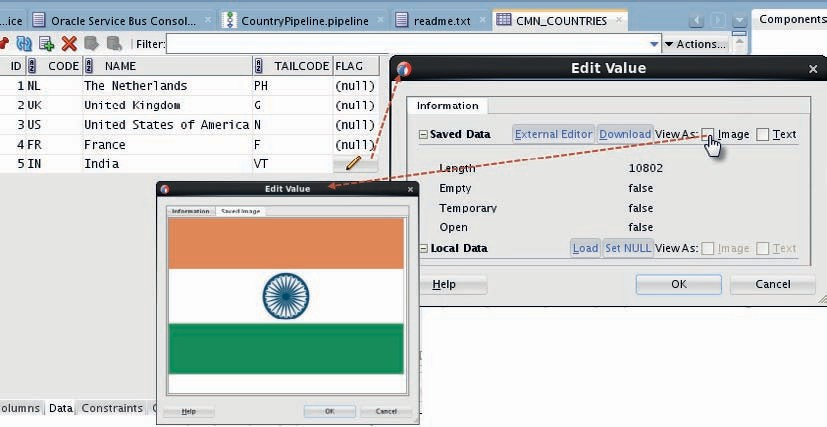 ...ice Oracle Service Bus Consol... CountryPipeline.pipeline readme.txt CMN_COUNTRIES Components
Filter: Actions...
ID CODE NAME TAILCODE FLAG
1 NL The Netherlands PH (null)
2 UK United Kingdom G (null)
3 US United States of America N (null)
4 FR France F (null)
5 IN India VT
Edit Value
Information
Saved Data External Editor Download View As: Image Text
Length 10802
Empty false
Temporary false
Open false
Local Data Load Set NULL View As: Image Text
Help OK Cancel
Edit Value
Information Saved Image
Help OK Cancel
olumns Data Constraints